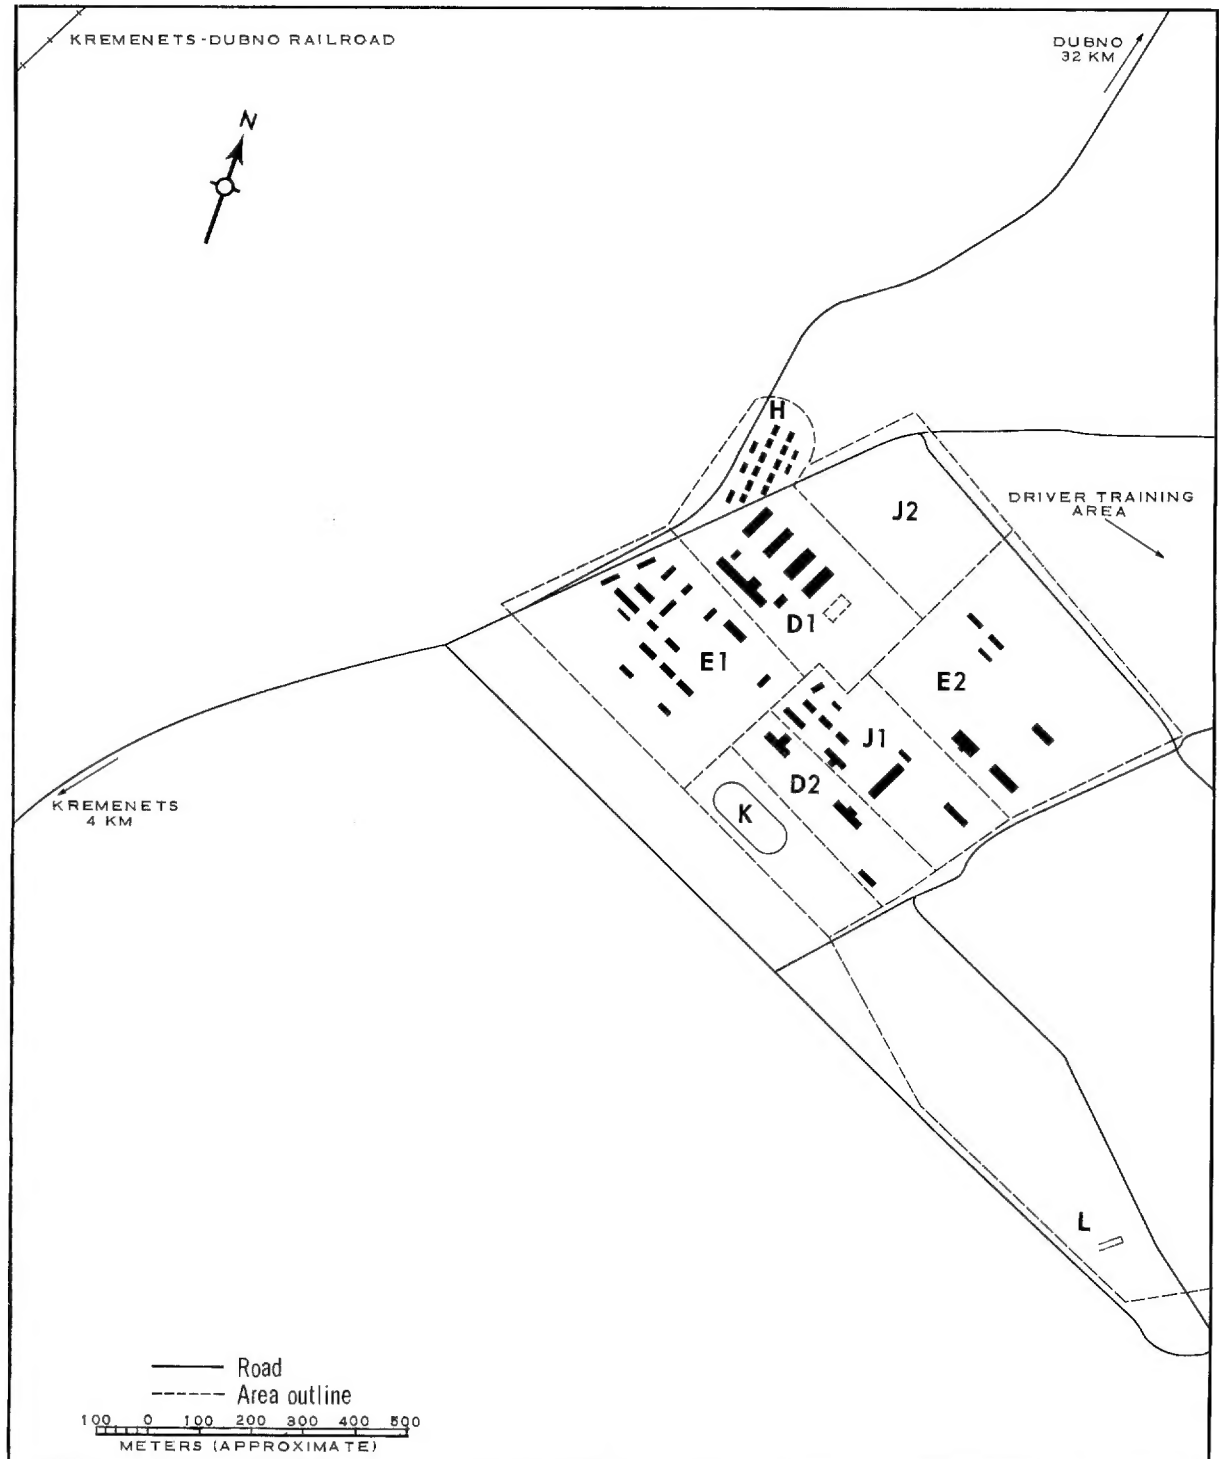 KREMENETS-DUBNO RAILROAD
DUBNO
32 KM
N
H
J2
DRIVER TRAINING
AREA
D1
E1
E2
J1
D2
K
KREMENETS
4 KM
L
Road
Area outline
100 0 100 200 300 400 500
METERS (APPROXIMATE)